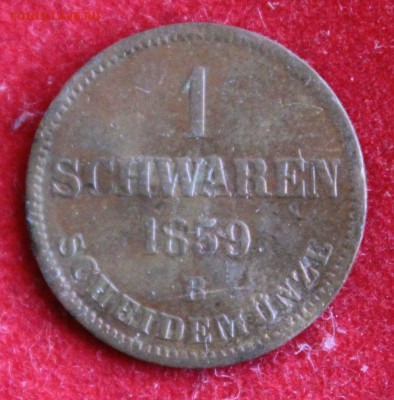 1
SCHWAREN
1859
B
SCHEIDEMÜNZE